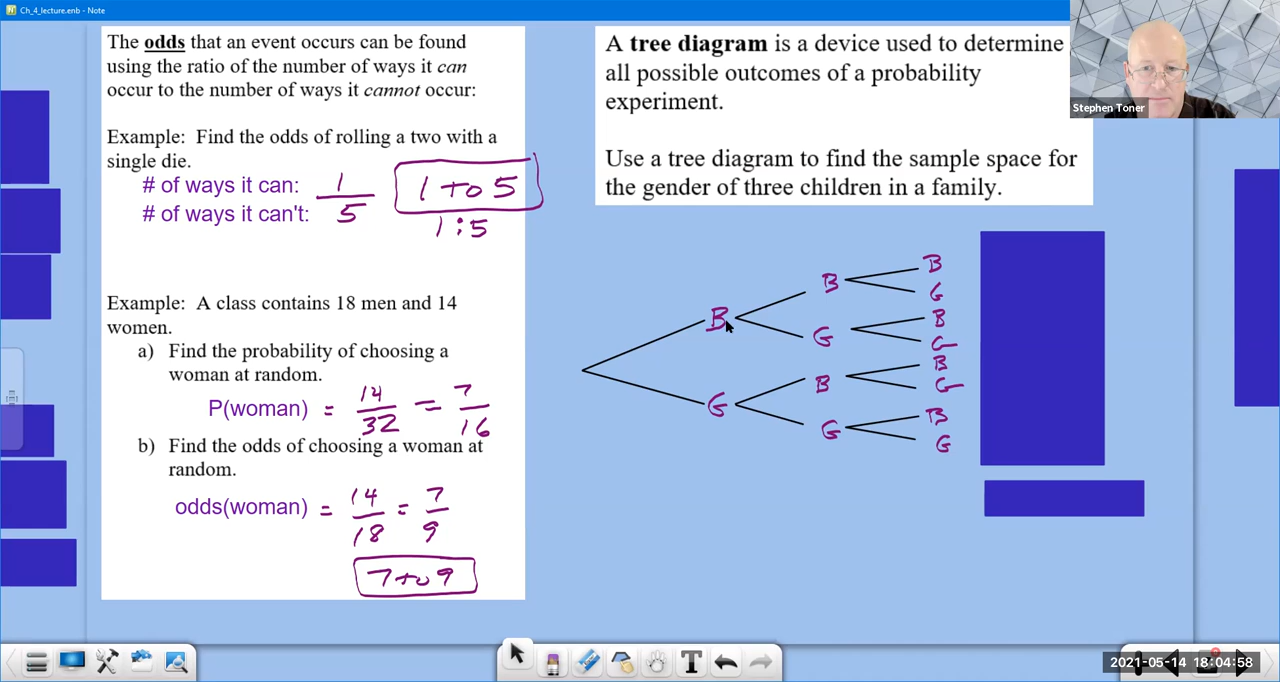 Ch_4_lecture.enb - Note
The odds that an event occurs can be found
using the ratio of the number of ways it can
occur to the number of ways it cannot occur:
Example: Find the odds of rolling a two with a
single die.
# of ways it can: 1
# of ways it can't: 5
1 to 5
1:5
Example: A class contains 18 men and 14
women.
a) Find the probability of choosing a
woman at random.
P(woman) = 14/32 = 7/16
b) Find the odds of choosing a woman at
random.
odds(woman) = 14/18 = 7/9
7 to 9
A tree diagram is a device used to determine
all possible outcomes of a probability
experiment.
Use a tree diagram to find the sample space for
the gender of three children in a family.
B
G
B
G
B
G
B
G
B
G
B
G
B
G
Stephen Toner
T
2021-05-14 18:04:58